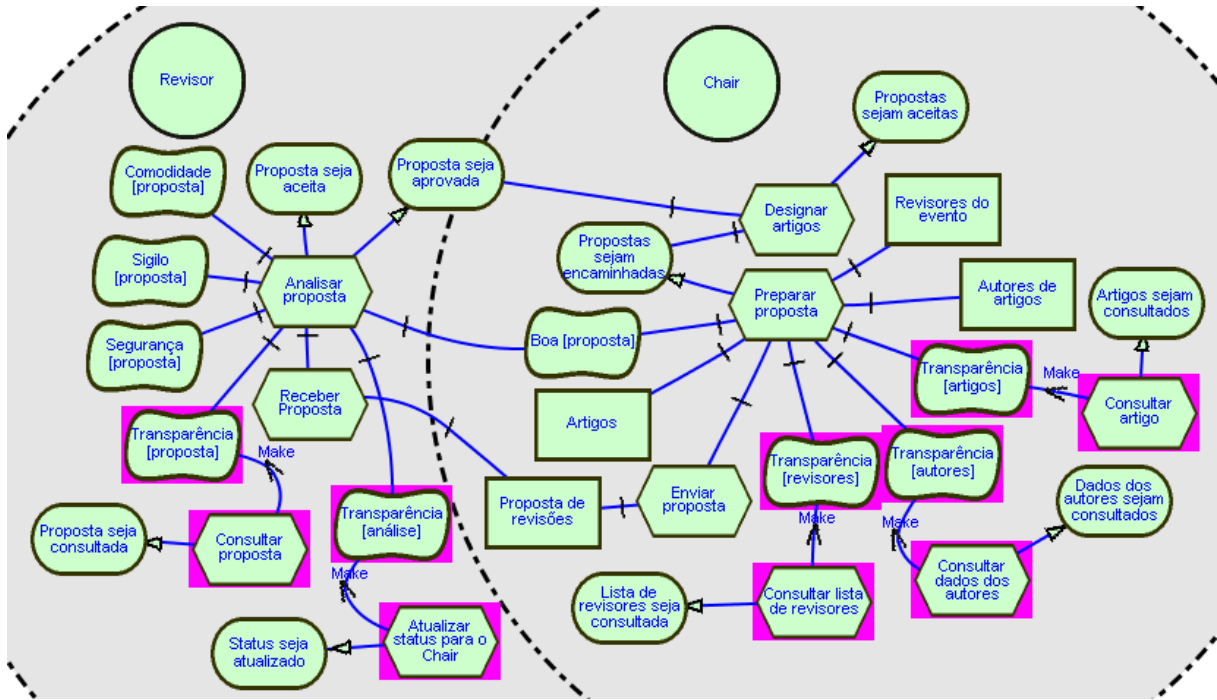 Revisor
Chair
Propostas
sejam aceitas
Comodidade
[proposta]
Proposta seja
aceita
Proposta seja
aprovada
Designar
artigos
Revisores do
evento
Sigilo
[proposta]
Analisar
proposta
Propostas
sejam
encaminhadas
Preparar
proposta
Autores de
artigos
Artigos sejam
consultados
Segurança
[proposta]
Boa [proposta]
Transparência
[artigos]
Make
Consultar
artigo
Receber
Proposta
Artigos
Transparência
[proposta]
Make
Transparência
[revisores]
Transparência
[autores]
Proposta de
revisões
Enviar
proposta
Dados dos
autores sejam
consultados
Transparência
[análise]
Make
Make
Proposta seja
consultada
Consultar
proposta
Make
Consultar
dados dos
autores
Lista de
revisores seja
consultada
Consultar lista
de revisores
Status seja
atualizado
Atualizar
status para o
Chair